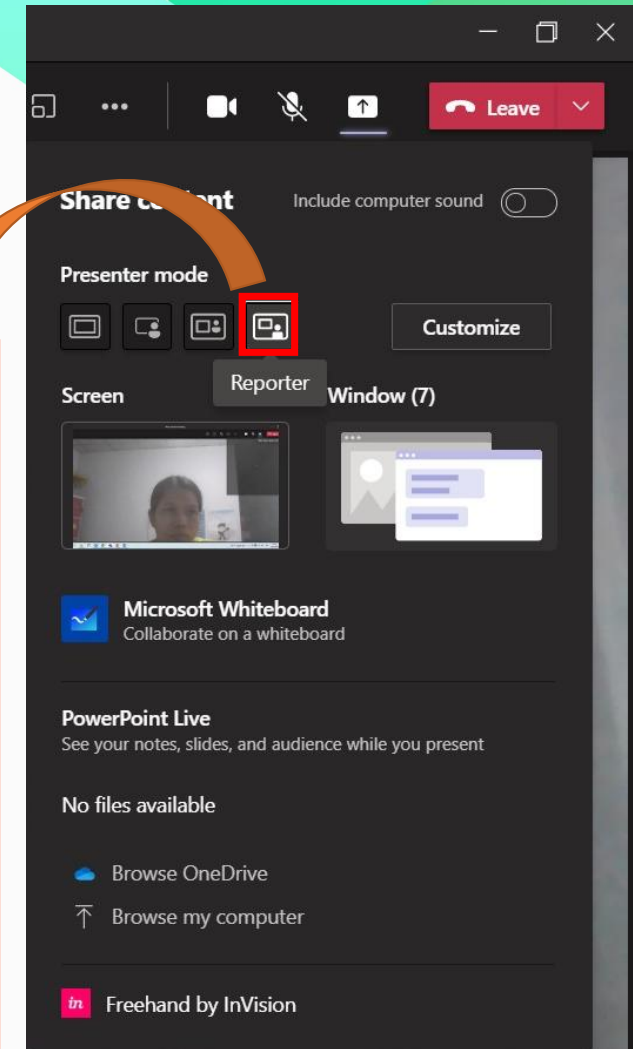 Leave
Share content
Include computer sound
Presenter mode
Customize
Reporter
Screen
Window (7)
Microsoft Whiteboard
Collaborate on a whiteboard
PowerPoint Live
See your notes, slides, and audience while you present
No files available
Browse OneDrive
Browse my computer
in
Freehand by InVision